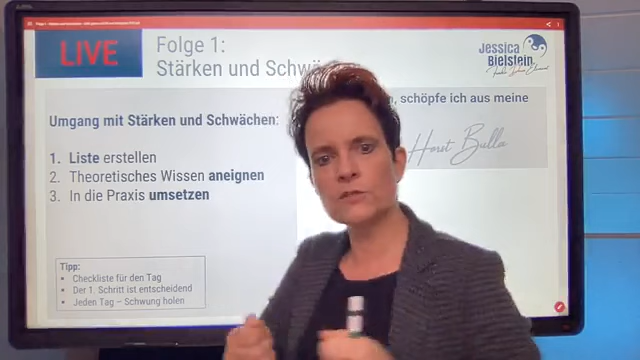 LIVE
Folge 1:
Stärken und Schwä
Jessica
Bielstein
Umgang mit Stärken und Schwächen:
, schöpfe ich aus meine
Horst Bulla
1. Liste erstellen
2. Theoretisches Wissen aneignen
3. In die Praxis umsetzen
Tipp:
• Checkliste für den Tag
• Der 1. Schritt ist entscheidend
• Jeden Tag – Schwung holen